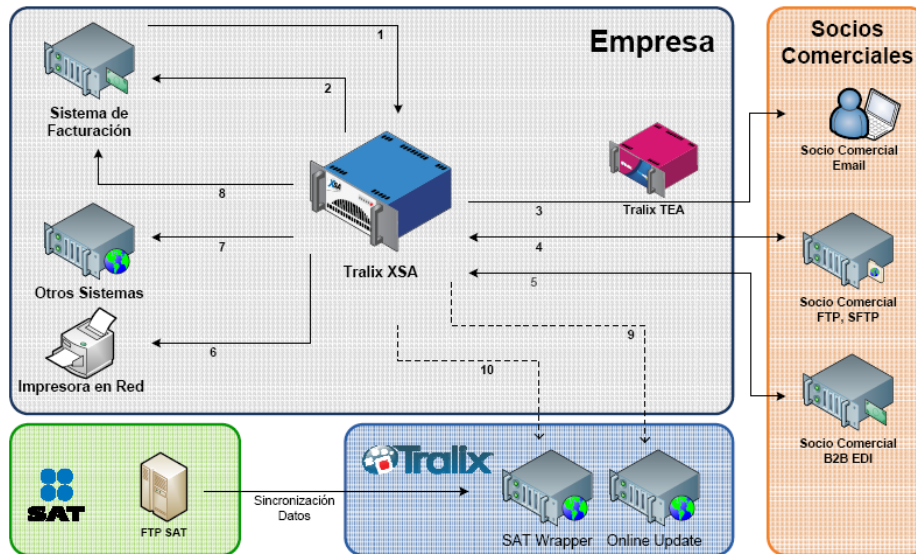 Empresa
Socios
Comerciales
1
2
Sistema de
Facturación
8
XSA
Tralix TEA
3
Socio Comercial
Email
7
Otros Sistemas
Tralix XSA
4
5
Socio Comercial
FTP, SFTP
6
Impresora en Red
10
9
Socio Comercial
B2B EDI
SAT
FTP SAT
Sincronización
Datos
Tralix
SAT Wrapper
Online Update